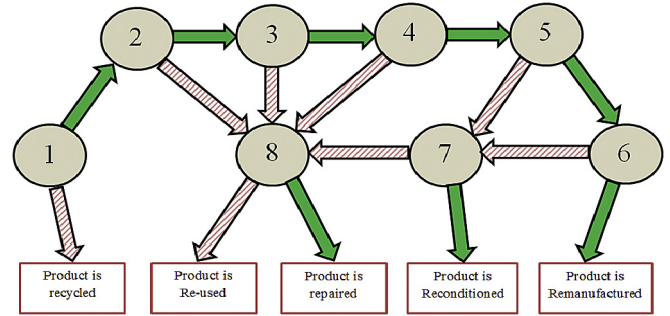 2
3
4
5
1
8
7
6
Product is
recycled
Product is
Re-used
Product is
repaired
Product is
Reconditioned
Product is
Remanufactured